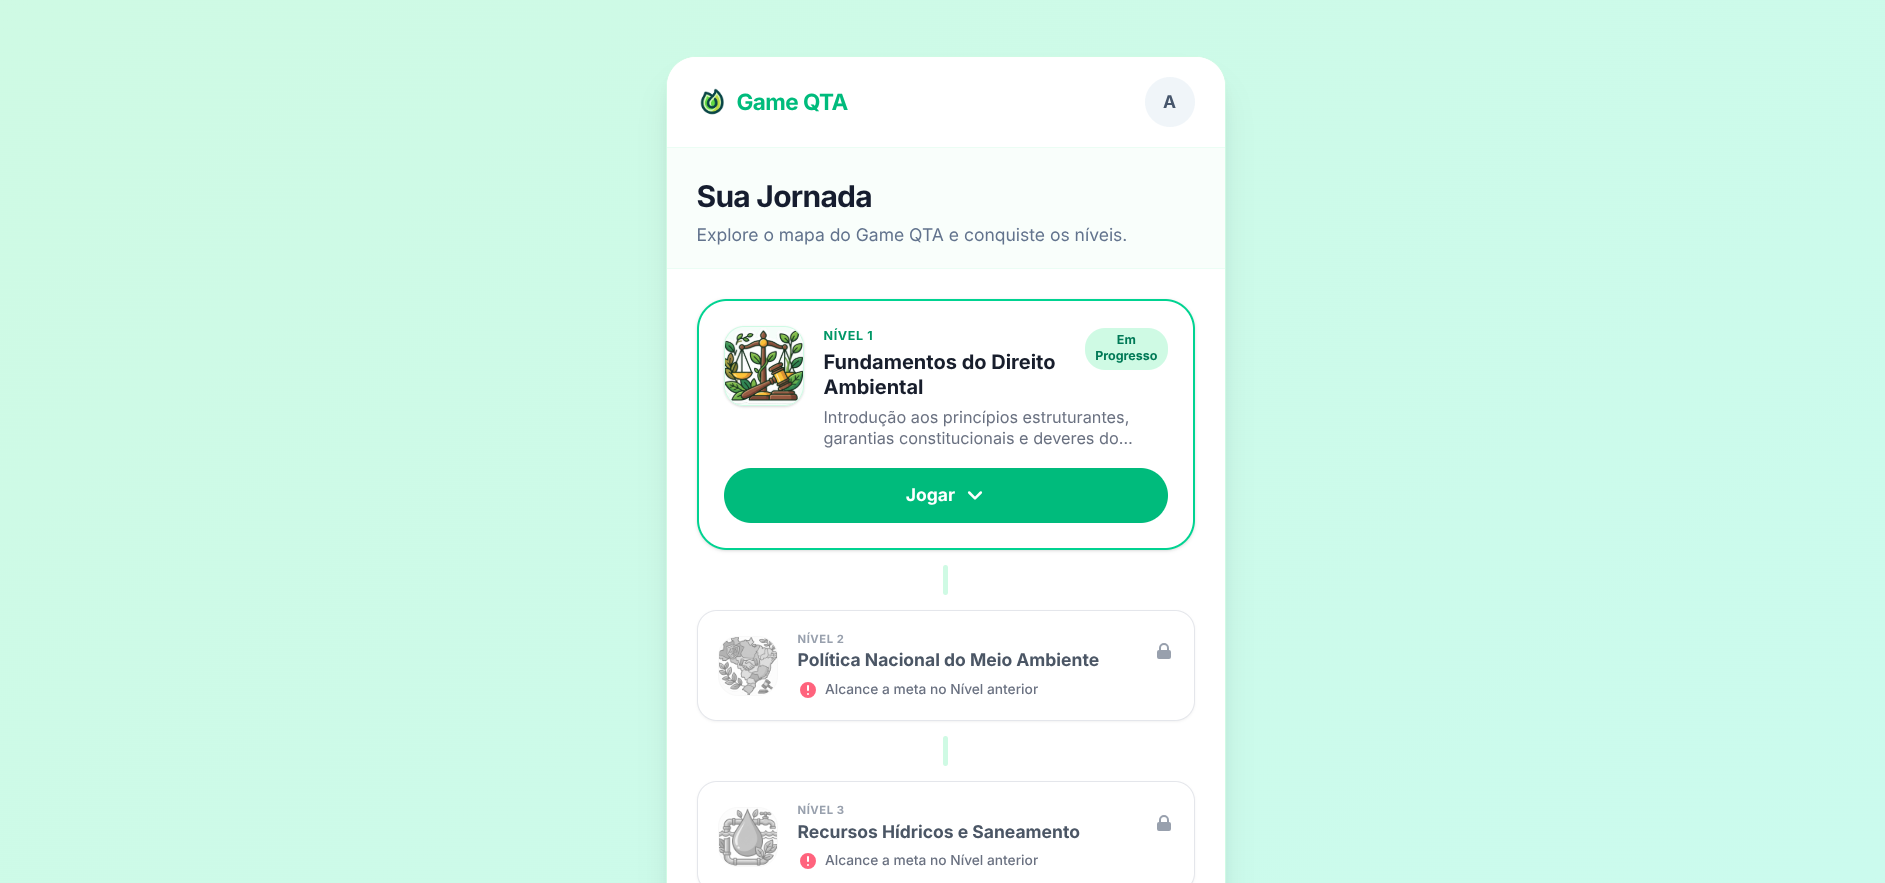 Game QTA
A
Sua Jornada
Explore o mapa do Game QTA e conquiste os níveis.
NÍVEL 1
Em
Progresso
Fundamentos do Direito
Ambiental
Introdução aos princípios estruturantes,
garantias constitucionais e deveres do...
Jogar
NÍVEL 2
Política Nacional do Meio Ambiente
Alcance a meta no Nível anterior
NÍVEL 3
Recursos Hídricos e Saneamento
Alcance a meta no Nível anterior